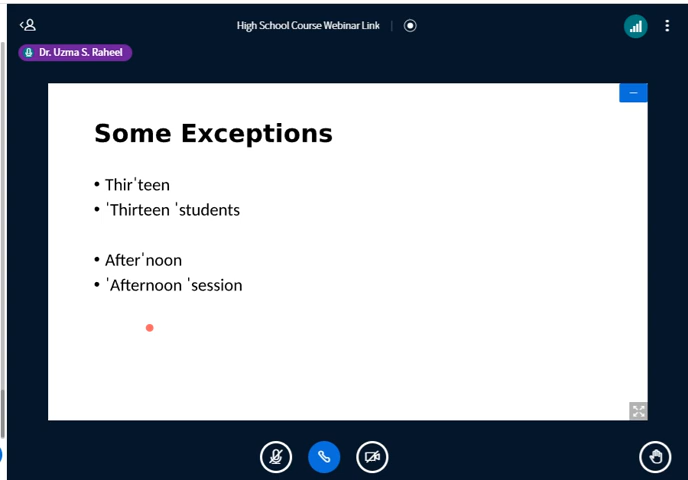 High School Course Webinar Link
Dr. Uzma S. Raheel
Some Exceptions
• Thirˈteen
• ˈThirteen ˈstudents
• Afterˈnoon
• ˈAfternoon ˈsession